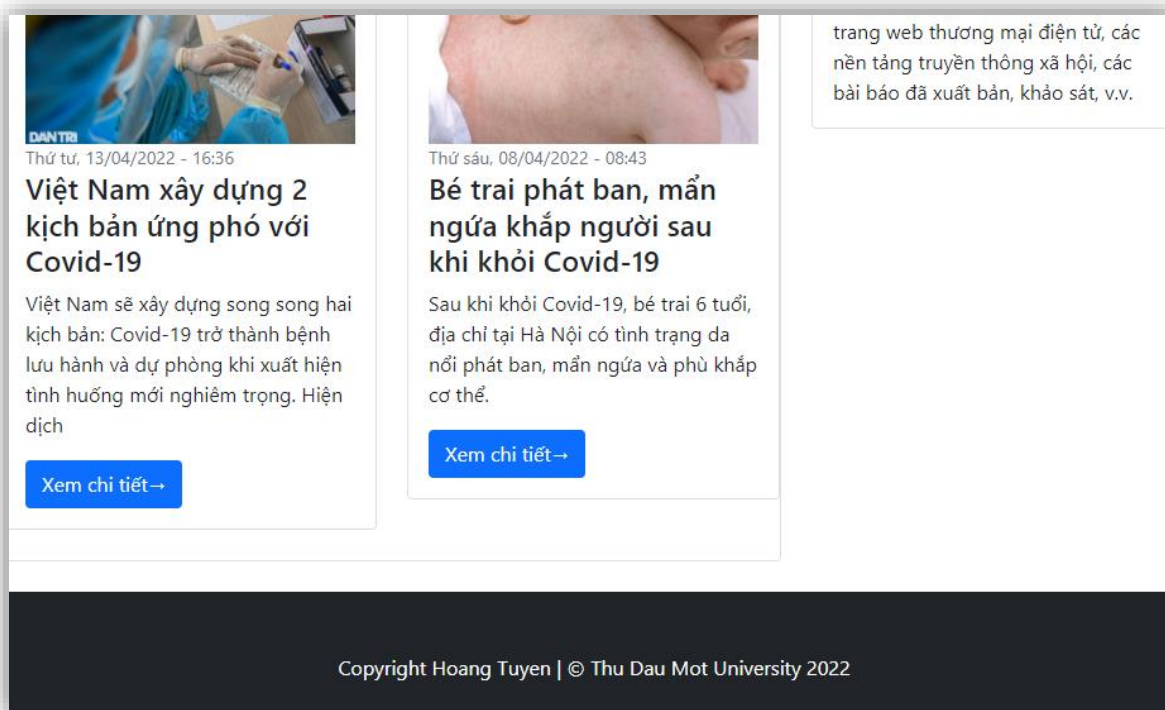 DAN TRI
Thứ tư, 13/04/2022 - 16:36
Việt Nam xây dựng 2
kịch bản ứng phó với
Covid-19
Việt Nam sẽ xây dựng song song hai
kịch bản: Covid-19 trở thành bệnh
lưu hành và dự phòng khi xuất hiện
tình huống mới nghiêm trọng. Hiện
dịch
Xem chi tiết→
Thứ sáu, 08/04/2022 - 08:43
Bé trai phát ban, mẩn
ngứa khắp người sau
khi khỏi Covid-19
Sau khi khỏi Covid-19, bé trai 6 tuổi,
địa chỉ tại Hà Nội có tình trạng da
nổi phát ban, mẩn ngứa và phù khắp
cơ thể.
Xem chi tiết→
trang web thương mại điện tử, các
nền tảng truyền thông xã hội, các
bài báo đã xuất bản, khảo sát, v.v.
Copyright Hoang Tuyen | © Thu Dau Mot University 2022